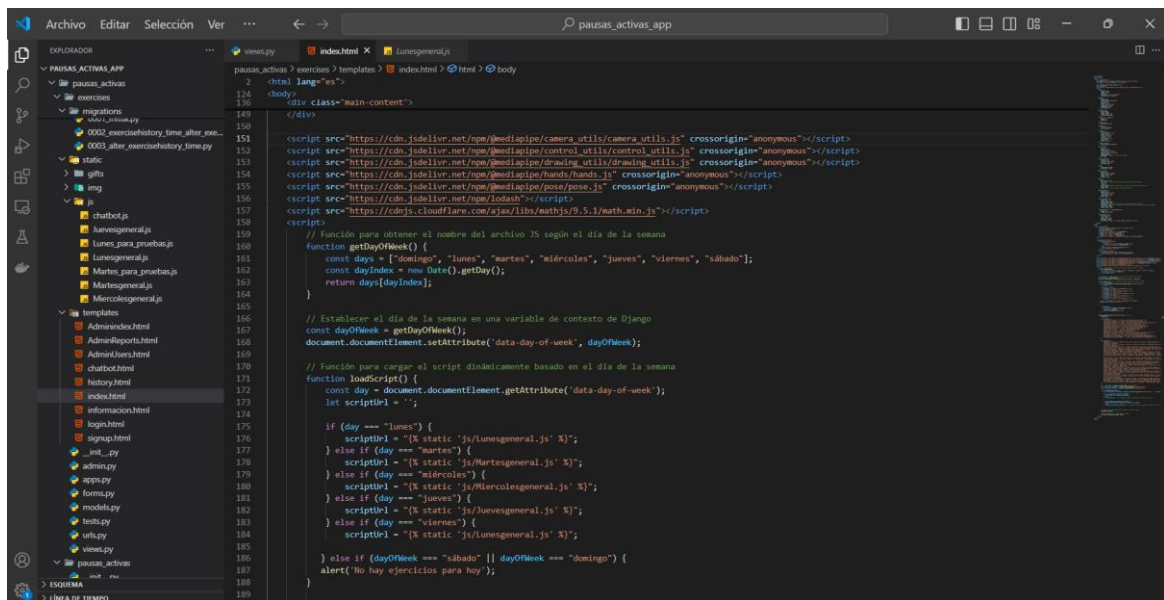 Archivo Editar Selección Ver ··· pausas_activas_app
EXPLORADOR ···
PAUSAS_ACTIVAS_APP
pausas_activas
exercises
migrations
0001_initial.py
0002_exercisehistory_time_alter_exe...
0003_alter_exercisehistory_time.py
static
gifts
img
js
chatbot.js
Juevesgeneral.js
Lunes_para_pruebas.js
Lunesgeneral.js
Martes_para_pruebas.js
Martesgeneral.js
Miercolesgeneral.js
templates
Adminindex.html
AdminReports.html
AdminUsers.html
chatbot.html
history.html
index.html
informacion.html
login.html
signup.html
__init__.py
admin.py
apps.py
forms.py
models.py
tests.py
urls.py
views.py
pausas_activas
__init__.py
ESQUEMA
LÍNEA DE TIEMPO
views.py index.html Lunesgeneral.js
pausas_activas > exercises > templates > index.html > html > body
2 <html lang="es">
124 <body>
136 <div class="main-content">
149 </div>
150
151 <script src="https://cdn.jsdelivr.net/npm/@mediapipe/camera_utils/camera_utils.js" crossorigin="anonymous"></script>
152 <script src="https://cdn.jsdelivr.net/npm/@mediapipe/control_utils/control_utils.js" crossorigin="anonymous"></script>
153 <script src="https://cdn.jsdelivr.net/npm/@mediapipe/drawing_utils/drawing_utils.js" crossorigin="anonymous"></script>
154 <script src="https://cdn.jsdelivr.net/npm/@mediapipe/hands/hands.js" crossorigin="anonymous"></script>
155 <script src="https://cdn.jsdelivr.net/npm/@mediapipe/pose/pose.js" crossorigin="anonymous"></script>
156 <script src="https://cdn.jsdelivr.net/npm/lodash"></script>
157 <script src="https://cdnjs.cloudflare.com/ajax/libs/mathjs/9.5.1/math.min.js"></script>
158 <script>
159 // Función para obtener el nombre del archivo JS según el día de la semana
160 function getDayOfWeek() {
161 const days = ["domingo", "lunes", "martes", "miércoles", "jueves", "viernes", "sábado"];
162 const dayIndex = new Date().getDay();
163 return days[dayIndex];
164 }
165
166 // Establecer el día de la semana en una variable de contexto de Django
167 const dayOfWeek = getDayOfWeek();
168 document.documentElement.setAttribute('data-day-of-week', dayOfWeek);
169
170 // Función para cargar el script dinámicamente basado en el día de la semana
171 function loadScript() {
172 const day = document.documentElement.getAttribute('data-day-of-week');
173 let scriptUrl = '';
174
175 if (day === "lunes") {
176 scriptUrl = "{% static 'js/Lunesgeneral.js' %}";
177 } else if (day === "martes") {
178 scriptUrl = "{% static 'js/Martesgeneral.js' %}";
179 } else if (day === "miércoles") {
180 scriptUrl = "{% static 'js/Miercolesgeneral.js' %}";
181 } else if (day === "jueves") {
182 scriptUrl = "{% static 'js/Juevesgeneral.js' %}";
183 } else if (day === "viernes") {
184 scriptUrl = "{% static 'js/Lunesgeneral.js' %}";
185
186 } else if (dayOfWeek === "sábado" || dayOfWeek === "domingo") {
187 alert('No hay ejercicios para hoy');
188 }
189